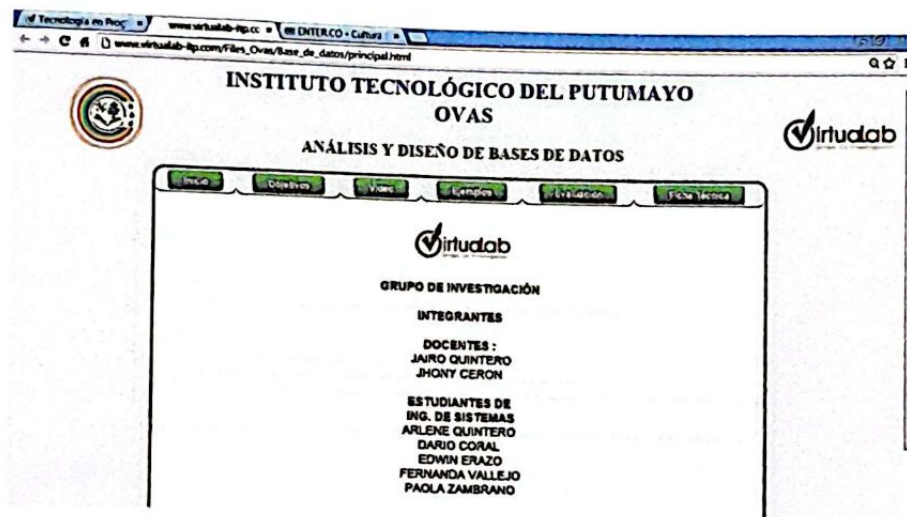 Tecnología en Proc
www.virtualab-itp.cc
ENTER.CO - Cultura
www.virtualab-itp.com/Files_Ovas/Base_de_datos/principal.html
INSTITUTO TECNOLÓGICO DEL PUTUMAYO
OVAS
ANÁLISIS Y DISEÑO DE BASES DE DATOS
Virtualab
Inicio
Objetivos
Video
Ejemplos
Evaluación
Ficha Técnica
Virtualab
GRUPO DE INVESTIGACIÓN
INTEGRANTES
DOCENTES :
JAIRO QUINTERO
JHONY CERON
ESTUDIANTES DE
ING. DE SISTEMAS
ARLENE QUINTERO
DARIO CORAL
EDWIN ERAZO
FERNANDA VALLEJO
PAOLA ZAMBRANO